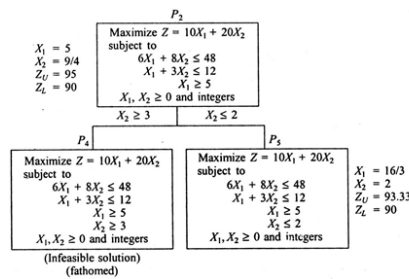 P2
X1 = 5
X2 = 9/4
ZU = 95
ZL = 90
Maximize Z = 10X1 + 20X2
subject to
6X1 + 8X2 ≤ 48
X1 + 3X2 ≤ 12
X1 ≥ 5
X1, X2 ≥ 0 and integers
X2 ≥ 3
X2 ≤ 2
P4
Maximize Z = 10X1 + 20X2
subject to
6X1 + 8X2 ≤ 48
X1 + 3X2 ≤ 12
X1 ≥ 5
X2 ≥ 3
X1, X2 ≥ 0 and integers
(Infeasible solution)
(fathomed)
P5
Maximize Z = 10X1 + 20X2
subject to
6X1 + 8X2 ≤ 48
X1 + 3X2 ≤ 12
X1 ≥ 5
X2 ≤ 2
X1, X2 ≥ 0 and integers
X1 = 16/3
X2 = 2
ZU = 93.33
ZL = 90